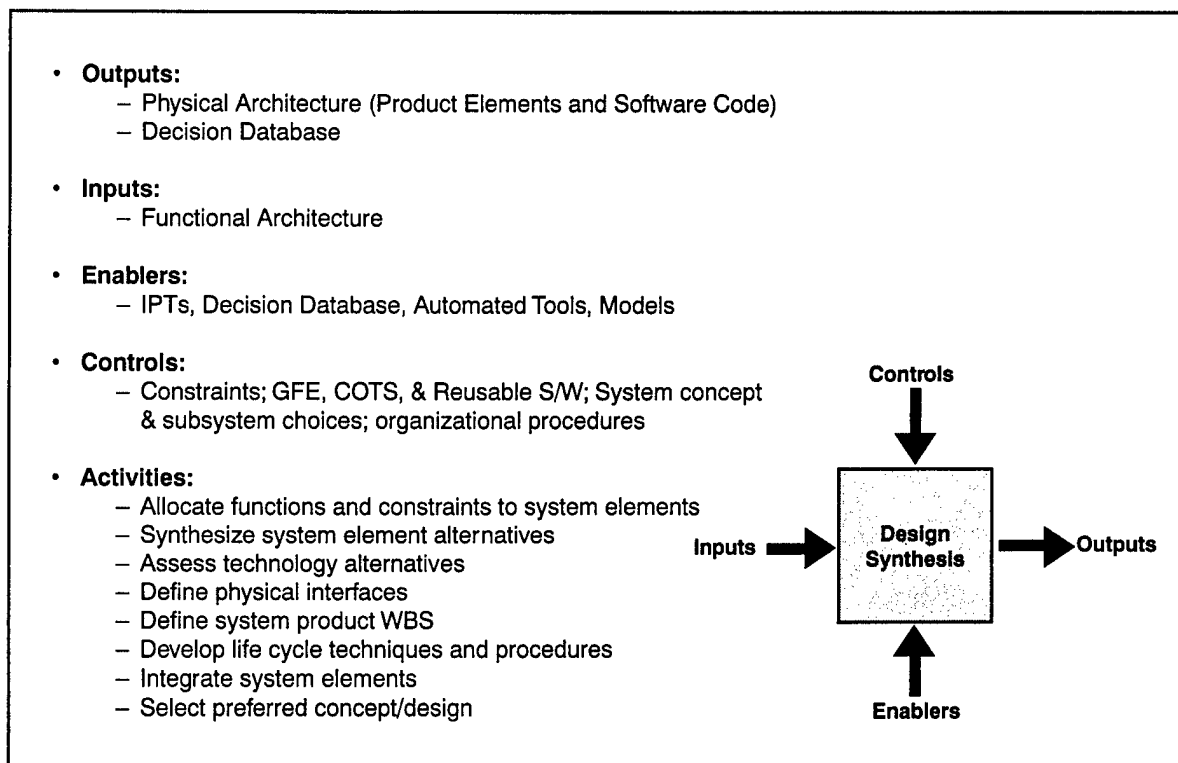 • Outputs:
– Physical Architecture (Product Elements and Software Code)
– Decision Database
• Inputs:
– Functional Architecture
• Enablers:
– IPTs, Decision Database, Automated Tools, Models
• Controls:
– Constraints; GFE, COTS, & Reusable S/W; System concept
& subsystem choices; organizational procedures
• Activities:
– Allocate functions and constraints to system elements
– Synthesize system element alternatives
– Assess technology alternatives
– Define physical interfaces
– Define system product WBS
– Develop life cycle techniques and procedures
– Integrate system elements
– Select preferred concept/design
Controls
Inputs
Design
Synthesis
Outputs
Enablers